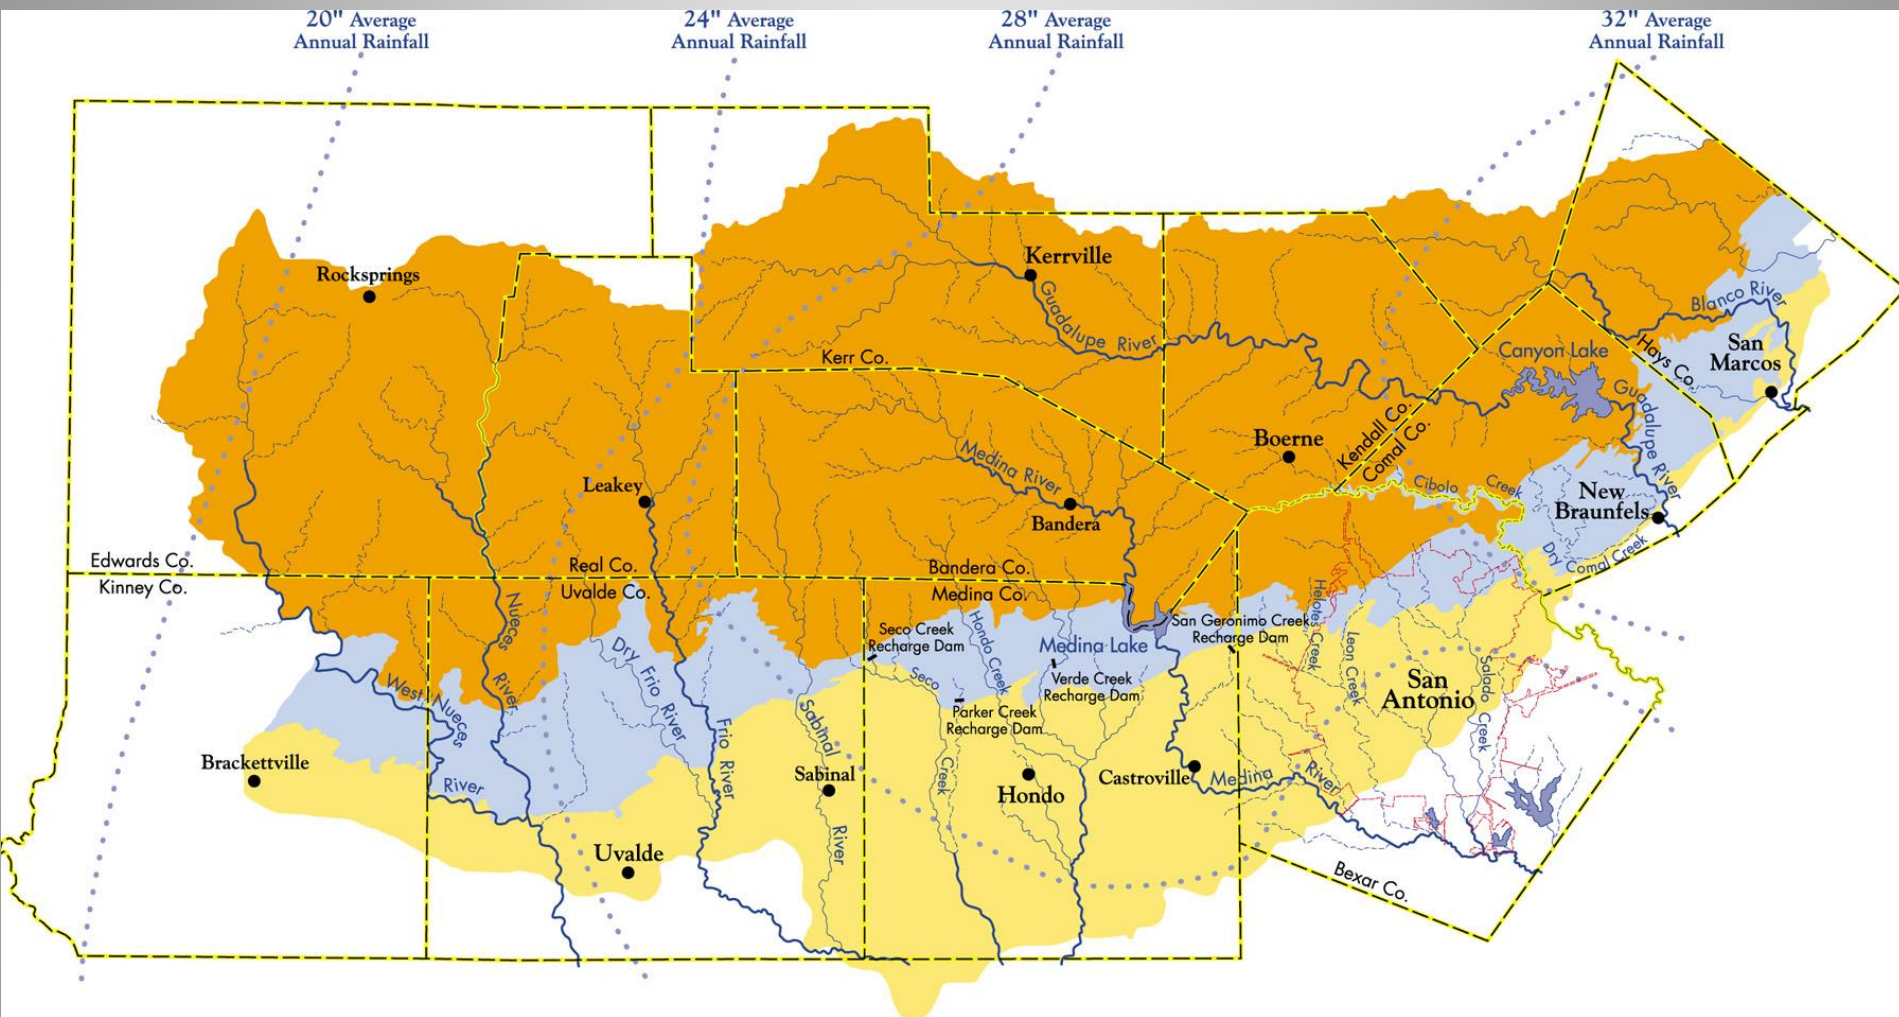 20" Average
Annual Rainfall
24" Average
Annual Rainfall
28" Average
Annual Rainfall
32" Average
Annual Rainfall
Rocksprings
Kerrville
Guadalupe River
Kerr Co.
Canyon Lake
Blanco River
San
Marcos
Hays Co.
Guadalupe River
Kendall Co.
Comal Co.
Boerne
Leakey
Medina River
Bandera
Cibolo Creek
New
Braunfels
Dry Comal Creek
Edwards Co.
Kinney Co.
Real Co.
Uvalde Co.
Bandera Co.
Medina Co.
Nueces River
Dry Frio River
Seco Creek
Recharge Dam
Hondo Creek
Medina Lake
San Geronimo Creek
Recharge Dam
Helotes Creek
Leon Creek
Salado Creek
San
Antonio
West Nueces River
Seco Creek
Verde Creek
Recharge Dam
Parker Creek
Recharge Dam
Frio River
Sabinal River
Brackettville
Sabinal
Hondo
Castroville
Medina River
Uvalde
Bexar Co.